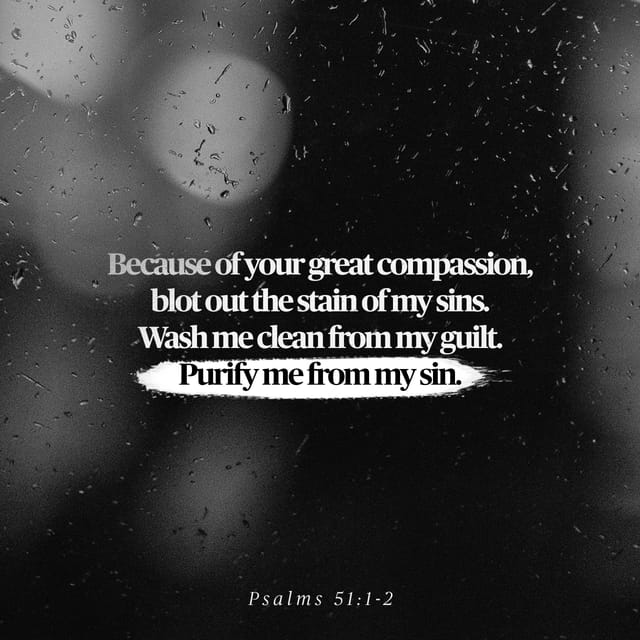 Because of your great compassion,
blot out the stain of my sins.
Wash me clean from my guilt.
Purify me from my sin.
Psalms 51:1-2